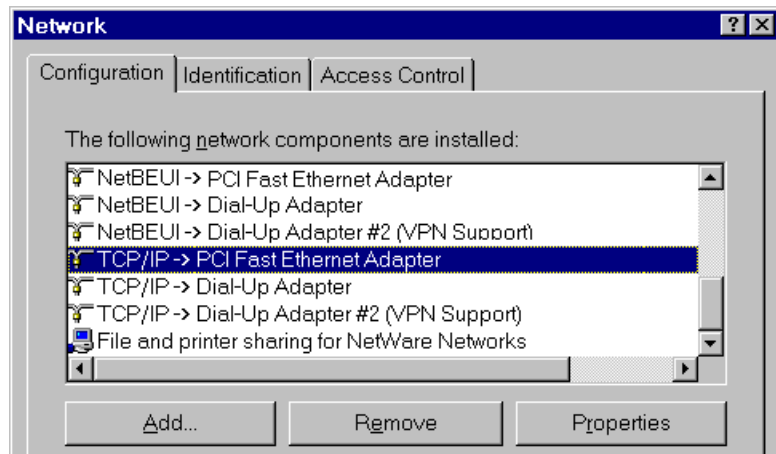 Network
Configuration Identification Access Control
The following network components are installed:
NetBEUI -> PCI Fast Ethernet Adapter
NetBEUI -> Dial-Up Adapter
NetBEUI -> Dial-Up Adapter #2 (VPN Support)
TCP/IP -> PCI Fast Ethernet Adapter
TCP/IP -> Dial-Up Adapter
TCP/IP -> Dial-Up Adapter #2 (VPN Support)
File and printer sharing for NetWare Networks
Add... Remove Properties